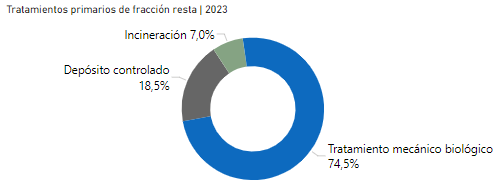 Tratamientos primarios de fracción resta | 2023
Incineración 7,0%
Depósito controlado
18,5%
Tratamiento mecánico biológico
74,5%